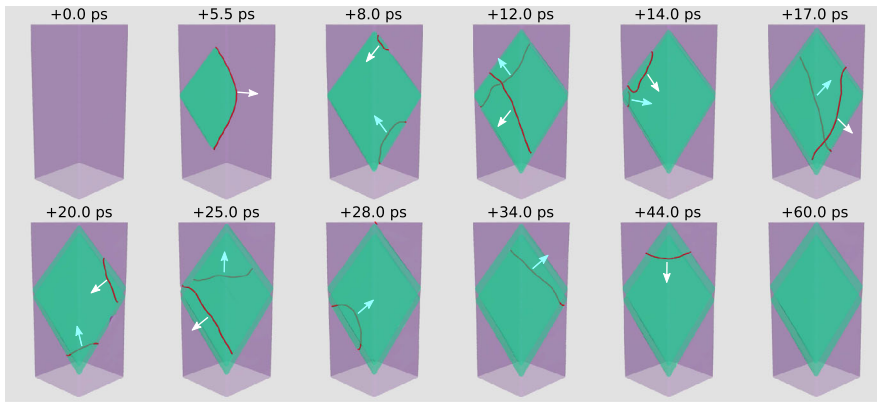 +0.0 ps
+5.5 ps
+8.0 ps
+12.0 ps
+14.0 ps
+17.0 ps
+20.0 ps
+25.0 ps
+28.0 ps
+34.0 ps
+44.0 ps
+60.0 ps